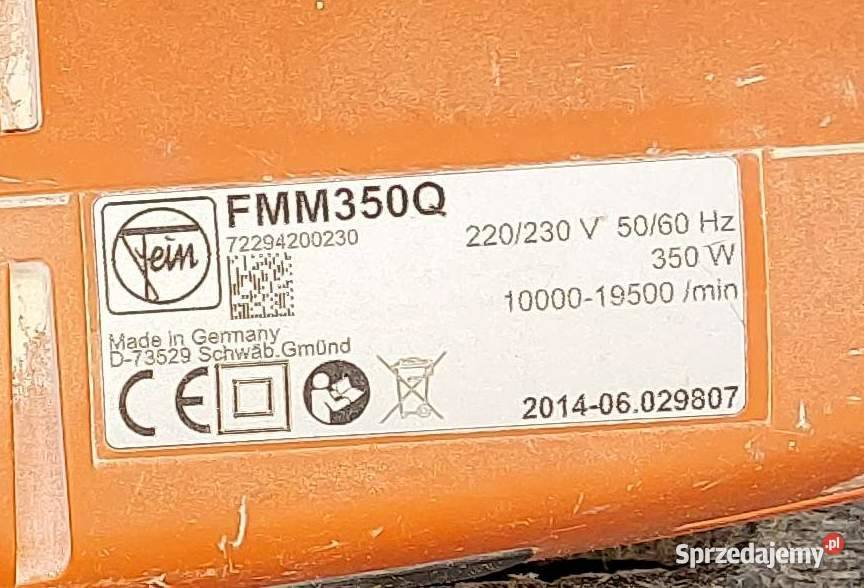 Fein
FMM350Q
72294200230
220/230 V 50/60 Hz
350 W
10000-19500 /min
Made in Germany
D-73529 Schwäb.Gmünd
CE
2014-06.029807
Sprzedajemy.pl